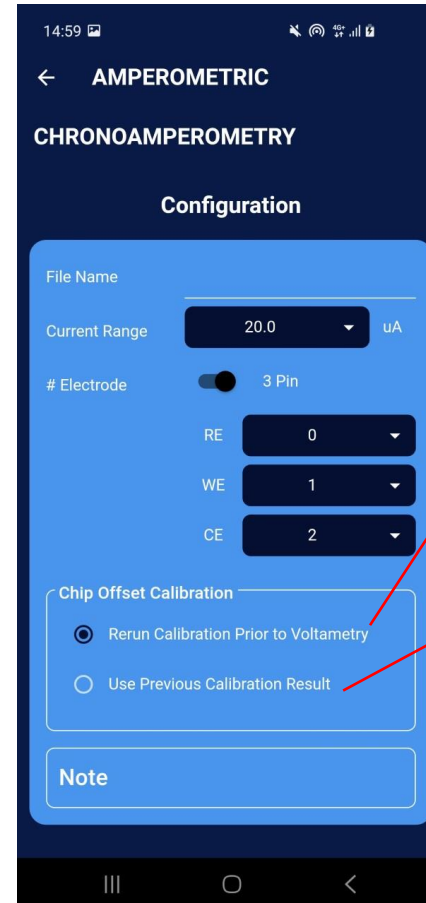 14:59
4G+
AMPEROMETRIC
CHRONOAMPEROMETRY
Configuration
File Name
Current Range 20.0 uA
# Electrode 3 Pin
RE 0
WE 1
CE 2
Chip Offset Calibration
Rerun Calibration Prior to Voltametry
Use Previous Calibration Result
Note